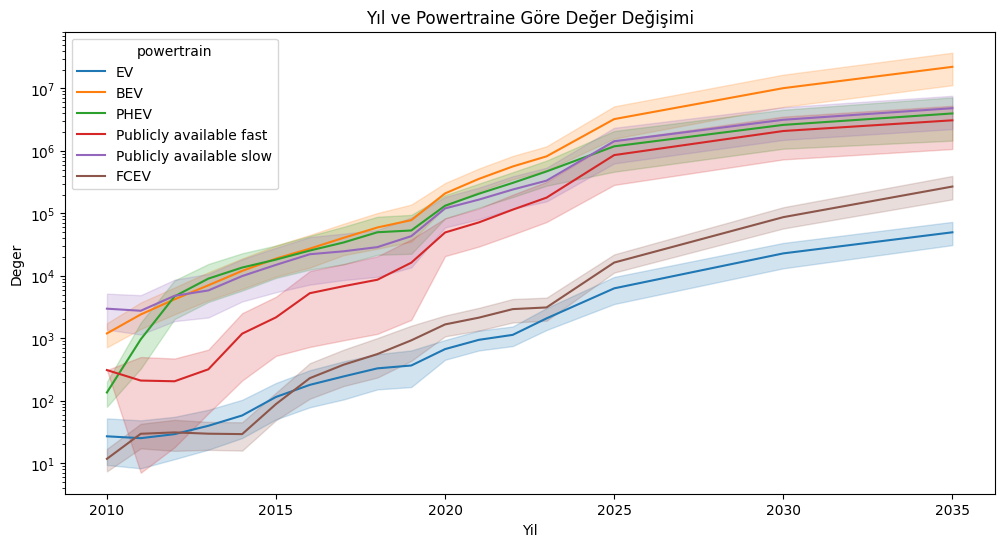 Yıl ve Powertraine Göre Değer Değişimi
powertrain
EV
BEV
PHEV
Publicly available fast
Publicly available slow
FCEV
Deger
10^7
10^6
10^5
10^4
10^3
10^2
10^1
2010 2015 2020 2025 2030 2035
Yil